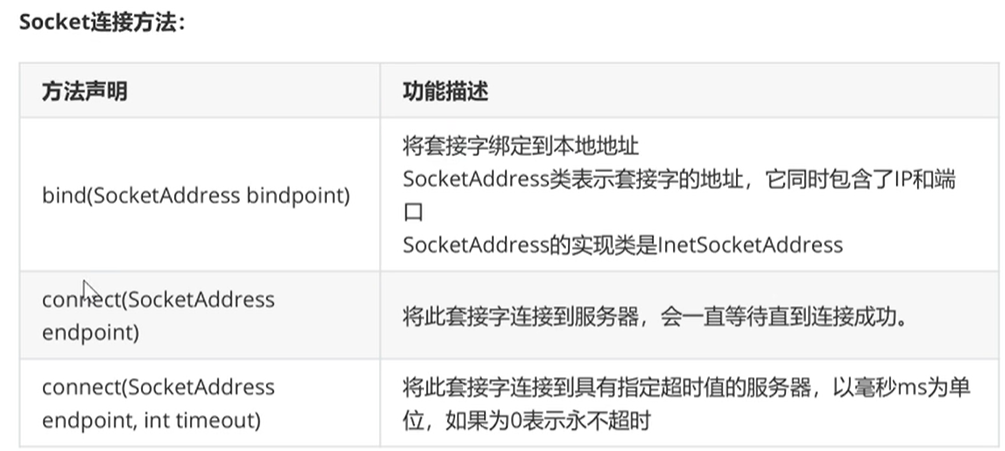 Socket连接方法：
方法声明
功能描述
bind(SocketAddress bindpoint)
将套接字绑定到本地地址
SocketAddress类表示套接字的地址，它同时包含了IP和端
口
SocketAddress的实现类是InetSocketAddress
connect(SocketAddress
endpoint)
将此套接字连接到服务器，会一直等待直到连接成功。
connect(SocketAddress
endpoint, int timeout)
将此套接字连接到具有指定超时值的服务器，以毫秒ms为单
位，如果为0表示永不超时